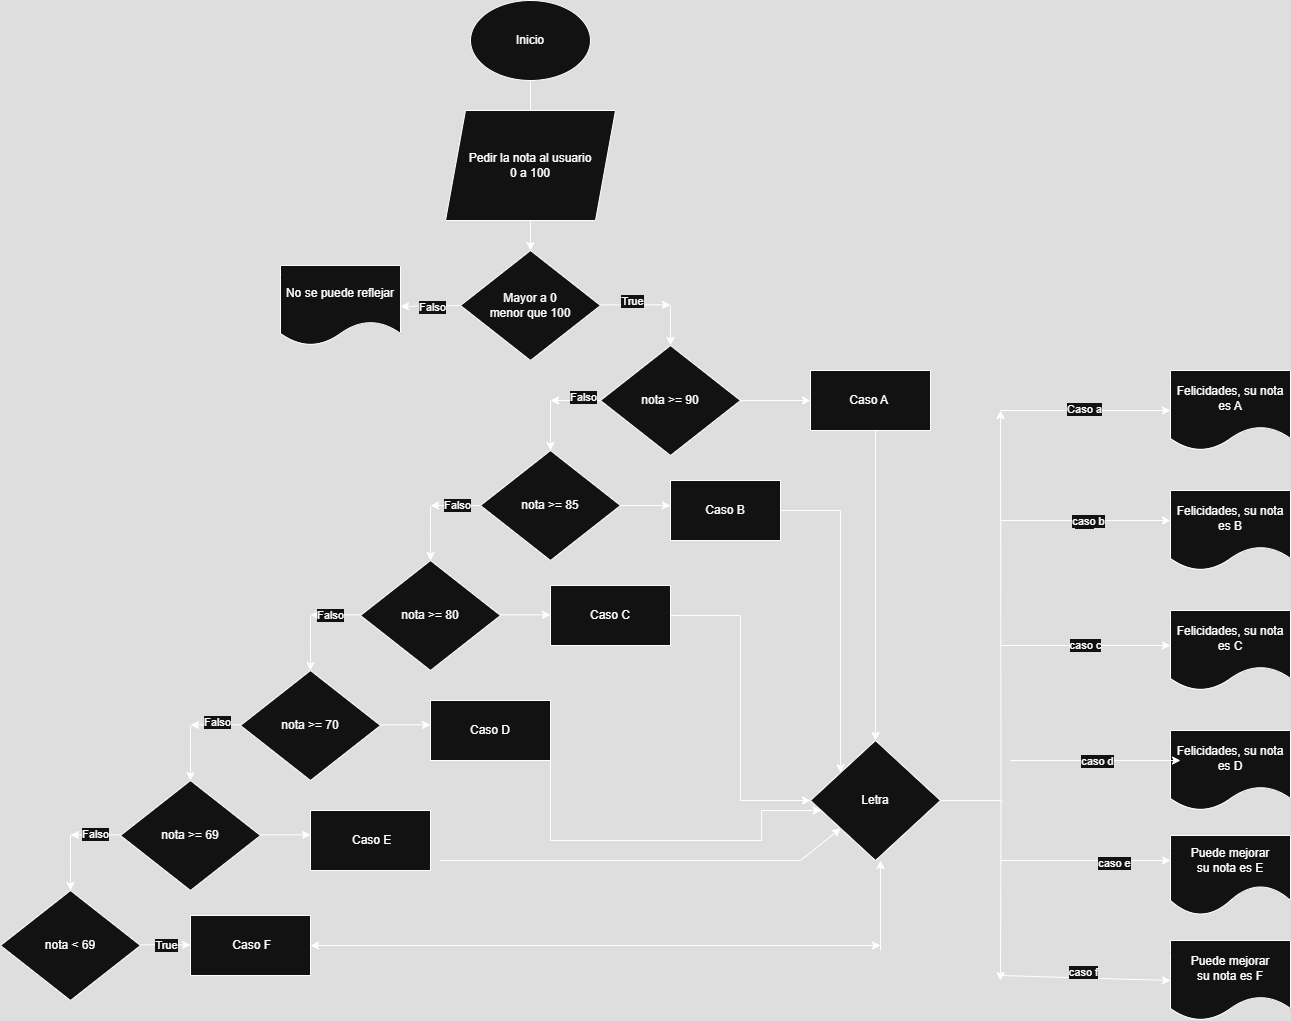 Inicio
Pedir la nota al usuario
0 a 100
Mayor a 0
menor que 100
Falso
No se puede reflejar
True
nota >= 90
Caso A
Falso
nota >= 85
Caso B
Falso
nota >= 80
Caso C
Falso
nota >= 70
Caso D
Falso
nota >= 69
Caso E
Falso
nota < 69
True
Caso F
Letra
Caso a
Felicidades, su nota
es A
caso b
Felicidades, su nota
es B
caso c
Felicidades, su nota
es C
caso d
Felicidades, su nota
es D
caso e
Puede mejorar
su nota es E
caso f
Puede mejorar
su nota es F